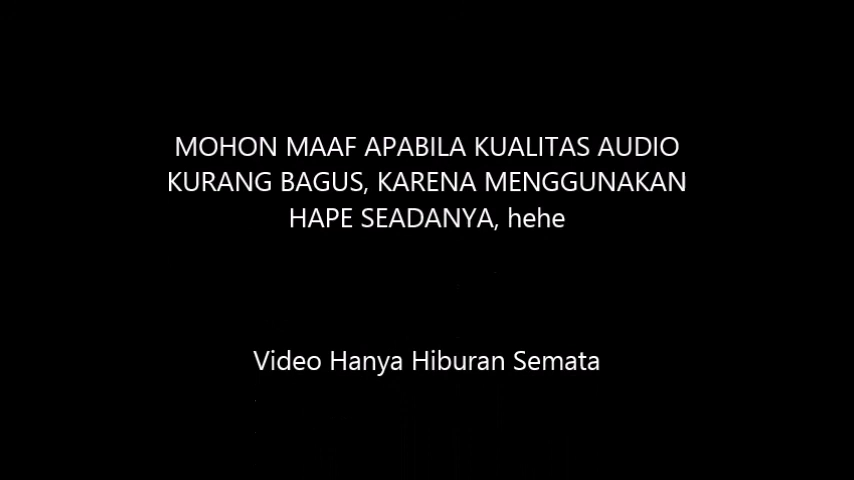 MOHON MAAF APABILA KUALITAS AUDIO
KURANG BAGUS, KARENA MENGGUNAKAN
HAPE SEADANYA, hehe
Video Hanya Hiburan Semata